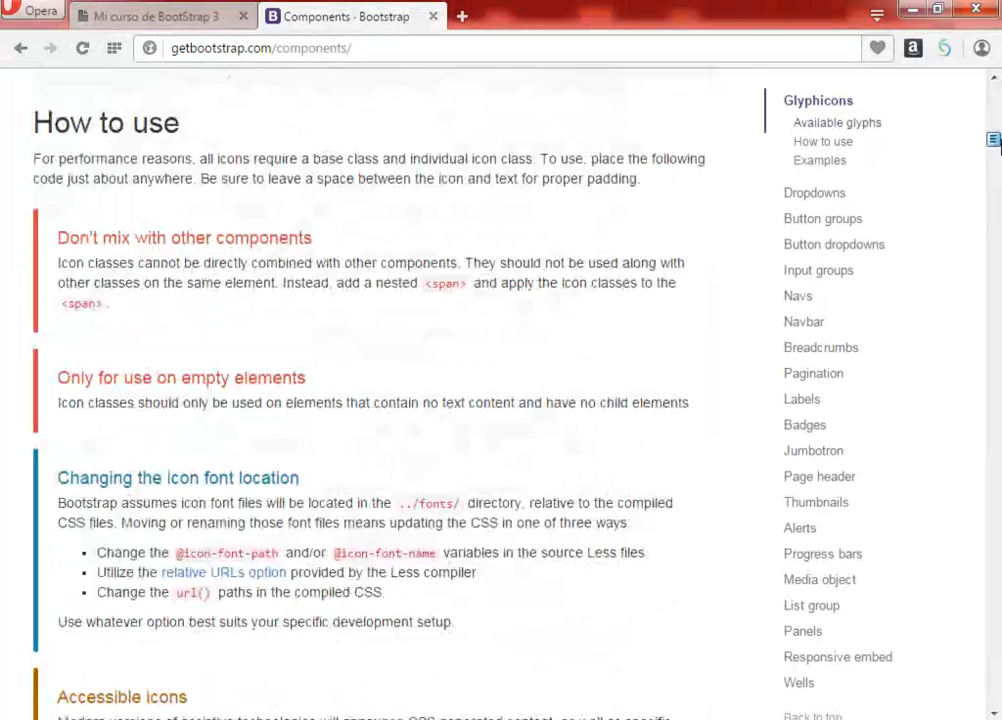 Opera
Mi curso de BootStrap 3
Components · Bootstrap
getbootstrap.com/components/
How to use
For performance reasons, all icons require a base class and individual icon class. To use, place the following
code just about anywhere. Be sure to leave a space between the icon and text for proper padding.
Don't mix with other components
Icon classes cannot be directly combined with other components. They should not be used along with
other classes on the same element. Instead, add a nested <span> and apply the icon classes to the
<span>.
Only for use on empty elements
Icon classes should only be used on elements that contain no text content and have no child elements
Changing the icon font location
Bootstrap assumes icon font files will be located in the ../fonts/ directory, relative to the compiled
CSS files. Moving or renaming those font files means updating the CSS in one of three ways:
• Change the @icon-font-path and/or @icon-font-name variables in the source Less files
• Utilize the relative URLs option provided by the Less compiler
• Change the url() paths in the compiled CSS.
Use whatever option best suits your specific development setup.
Accessible icons
Glyphicons
Available glyphs
How to use
Examples
Dropdowns
Button groups
Button dropdowns
Input groups
Navs
Navbar
Breadcrumbs
Pagination
Labels
Badges
Jumbotron
Page header
Thumbnails
Alerts
Progress bars
Media object
List group
Panels
Responsive embed
Wells
Back to top